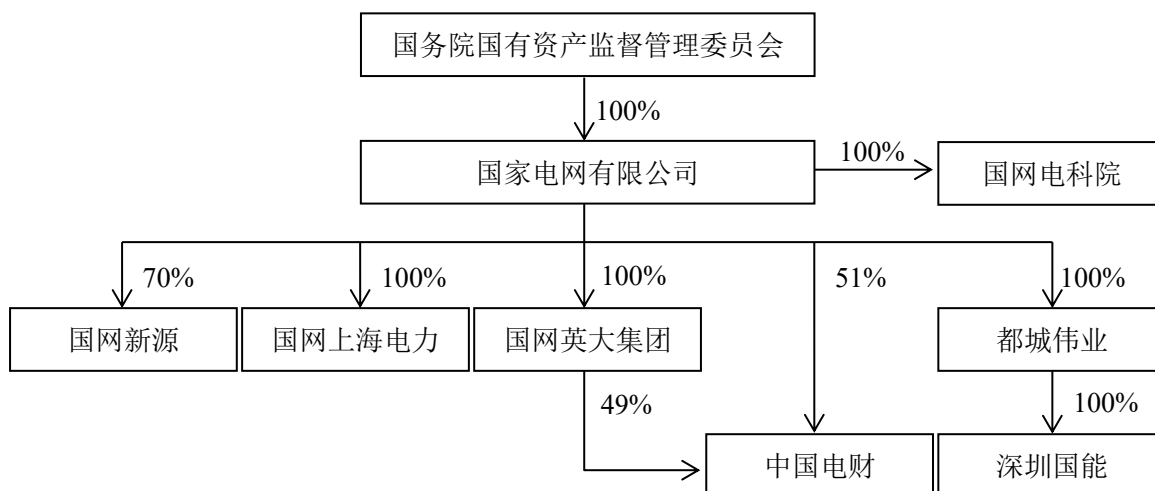 国务院国有资产监督管理委员会
100%
国家电网有限公司
100%
国网电科院
70%
100%
100%
51%
100%
国网新源
国网上海电力
国网英大集团
都城伟业
49%
100%
中国电财
深圳国能